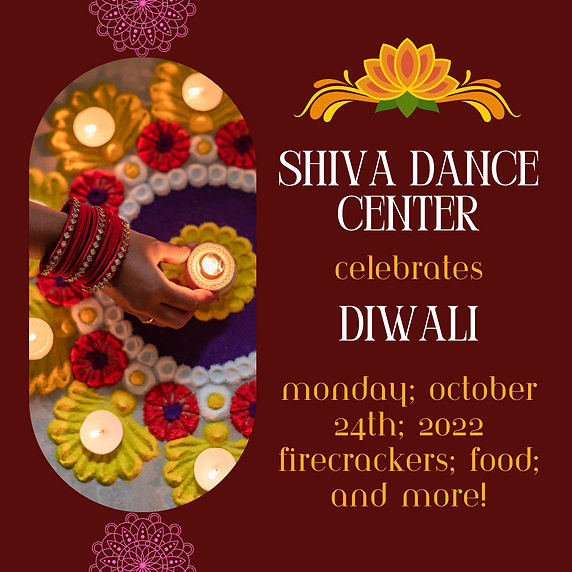 SHIVA DANCE
CENTER
celebrates
DIWALI
monday; october
24th; 2022
firecrackers; food;
and more!